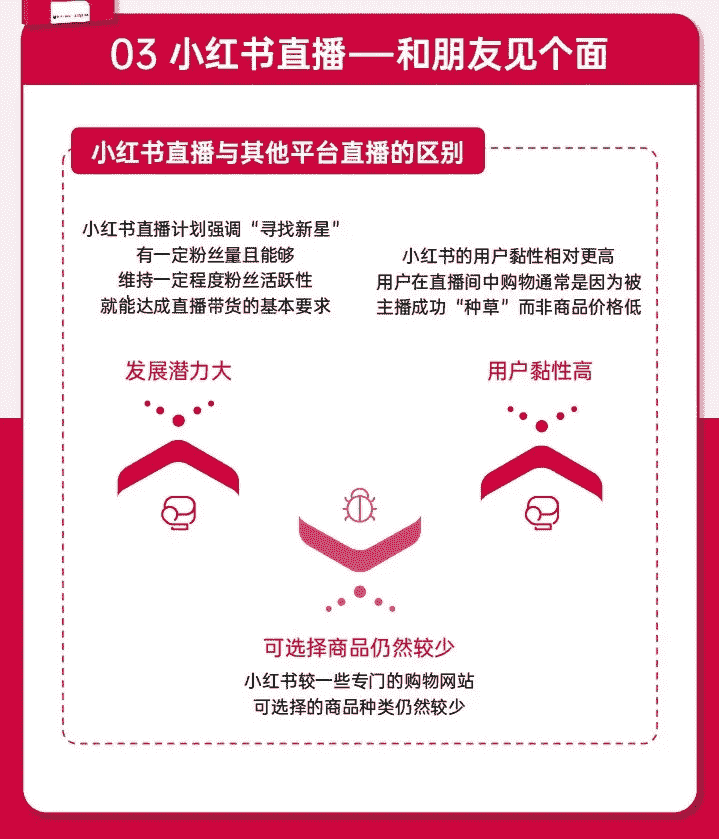 03 小红书直播——和朋友见个面
小红书直播与其他平台直播的区别
小红书直播计划强调“寻找新星”
有一定粉丝量且能够
维持一定程度粉丝活跃性
就能达成直播带货的基本要求
发展潜力大
小红书的用户黏性相对更高
用户在直播间中购物通常是因为被
主播成功“种草”而非商品价格低
用户黏性高
可选择商品仍然较少
小红书较一些专门的购物网站
可选择的商品种类仍然较少